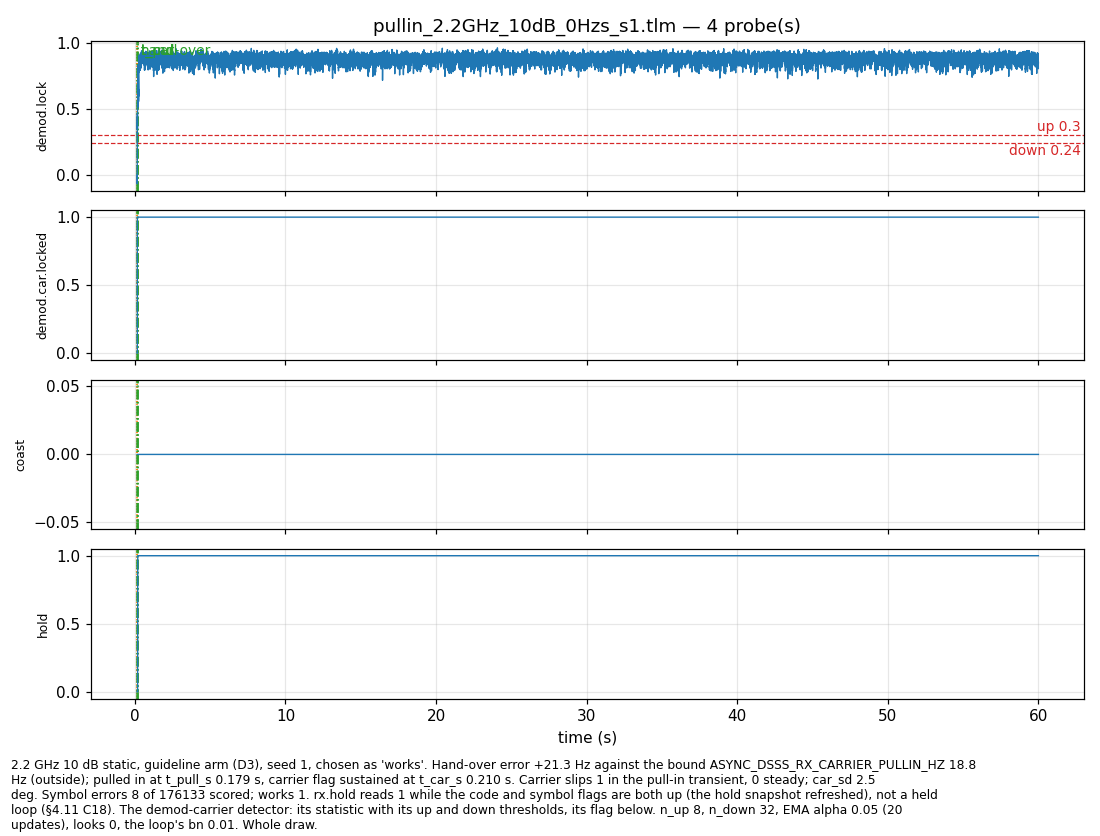 pullin_2.2GHz_10dB_0Hzs_s1.tlm — 4 probe(s)
1.0
0.5
0.0
demod.lock
up 0.3
down 0.24
1.0
0.5
0.0
demod.car.locked
0.05
0.00
−0.05
coast
1.0
0.5
0.0
hold
0 10 20 30 40 50 60
time (s)
2.2 GHz 10 dB static, guideline arm (D3), seed 1, chosen as 'works'. Hand-over error +21.3 Hz against the bound ASYNC_DSSS_RX_CARRIER_PULLIN_HZ 18.8
Hz (outside); pulled in at t_pull_s 0.179 s, carrier flag sustained at t_car_s 0.210 s. Carrier slips 1 in the pull-in transient, 0 steady; car_sd 2.5
deg. Symbol errors 8 of 176133 scored; works 1. rx.hold reads 1 while the code and symbol flags are both up (the hold snapshot refreshed), not a held
loop (§4.11 C18). The demod-carrier detector: its statistic with its up and down thresholds, its flag below. n_up 8, n_down 32, EMA alpha 0.05 (20
updates), looks 0, the loop's bn 0.01. Whole draw.